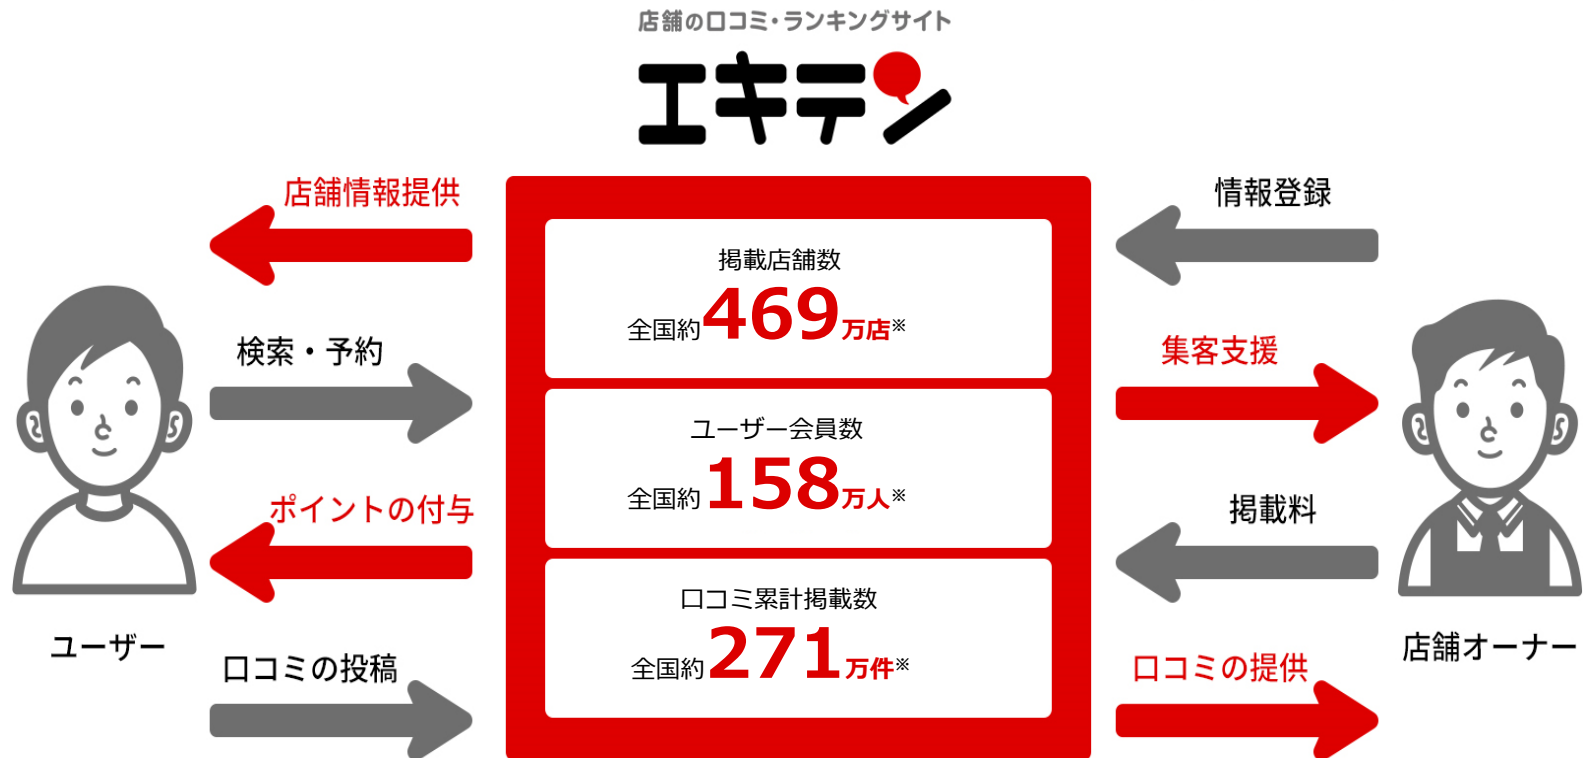 店舗の口コミ・ランキングサイト
エキテン
店舗情報提供
検索・予約
ポイントの付与
口コミの投稿
ユーザー
掲載店舗数
全国約469万店※
ユーザー会員数
全国約158万人※
口コミ累計掲載数
全国約271万件※
情報登録
集客支援
掲載料
口コミの提供
店舗オーナー